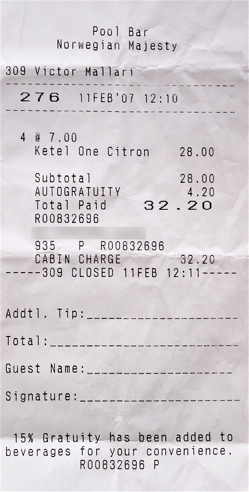 Pool Bar
Norwegian Majesty
309 Victor Mallari
276 11FEB'07 12:10
4 @ 7.00
Ketel One Citron 28.00
Subtotal 28.00
AUTOGRATUITY 4.20
Total Paid 32.20
R00832696
935 P R00832696
CABIN CHARGE 32.20
-----309 CLOSED 11FEB 12:11-----
Addtl. Tip:
Total:
Guest Name:
Signature:
15% Gratuity has been added to
beverages for your convenience.
R00832696 P